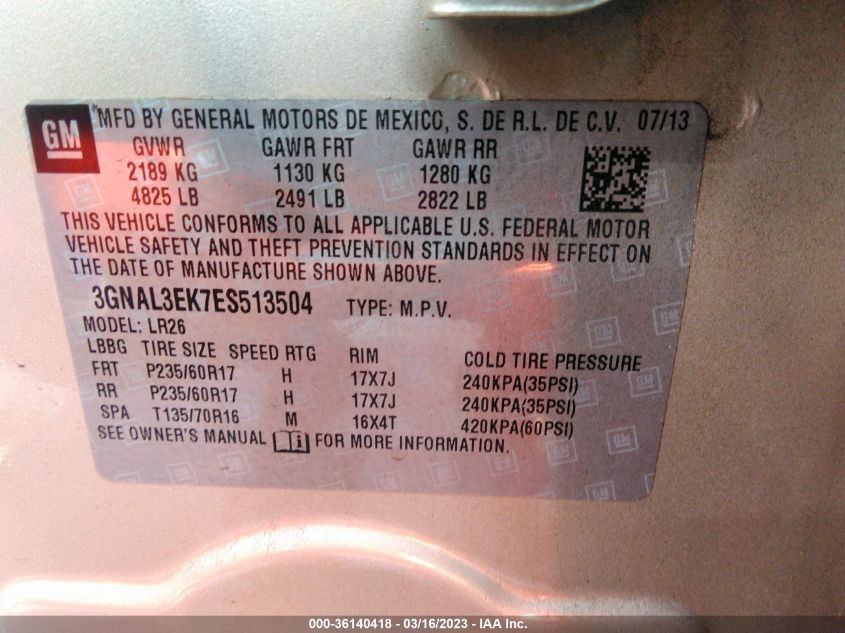 GM
MFD BY GENERAL MOTORS DE MEXICO, S. DE R.L. DE C.V. 07/13
GVWR GAWR FRT GAWR RR
2189 KG 1130 KG 1280 KG
4825 LB 2491 LB 2822 LB
THIS VEHICLE CONFORMS TO ALL APPLICABLE U.S. FEDERAL MOTOR
VEHICLE SAFETY AND THEFT PREVENTION STANDARDS IN EFFECT ON
THE DATE OF MANUFACTURE SHOWN ABOVE.
3GNAL3EK7ES513504 TYPE: M.P.V.
MODEL: LR26
LBBG TIRE SIZE SPEED RTG RIM COLD TIRE PRESSURE
FRT P235/60R17 H 17X7J 240KPA(35PSI)
RR P235/60R17 H 17X7J 240KPA(35PSI)
SPA T135/70R16 M 16X4T 420KPA(60PSI)
SEE OWNER'S MANUAL i FOR MORE INFORMATION.
000-36140418 - 03/16/2023 - IAA Inc.